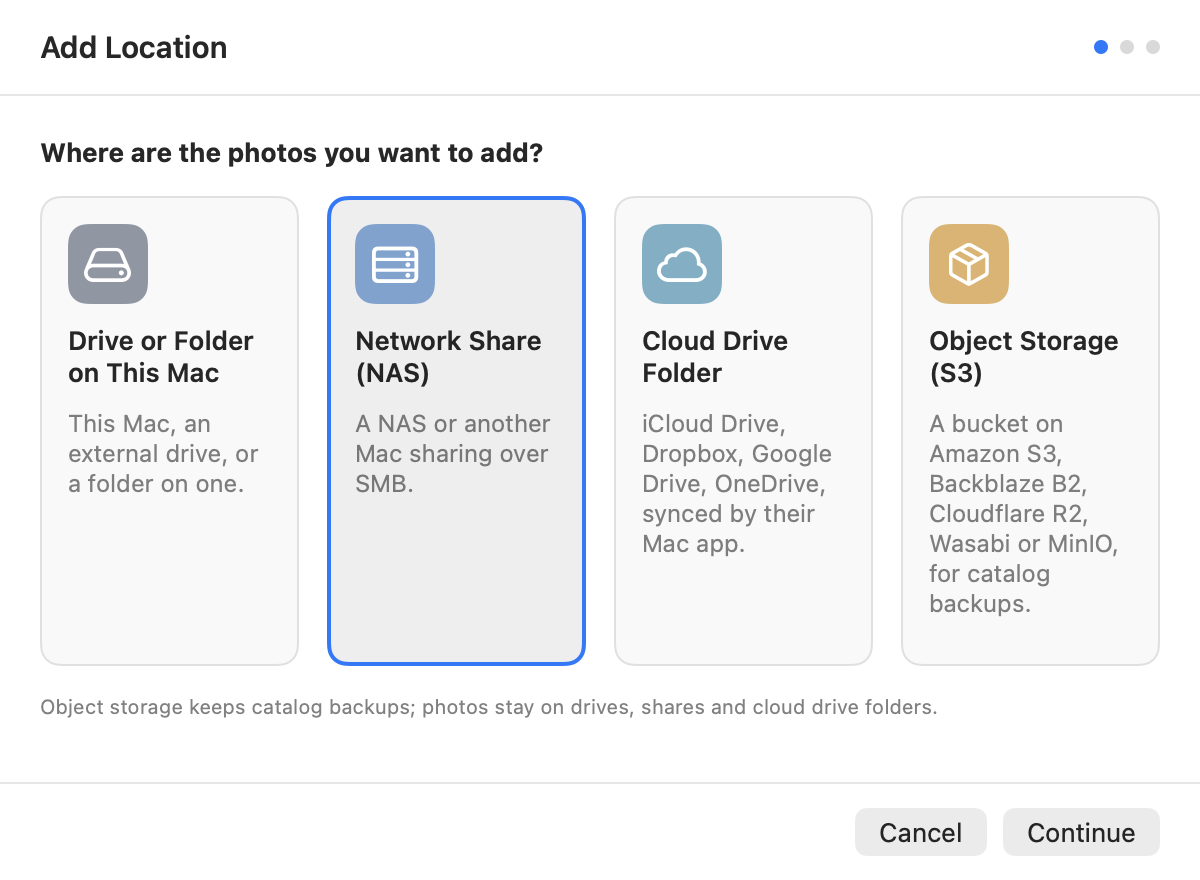 Add Location
Where are the photos you want to add?
Drive or Folder
on This Mac
This Mac, an
external drive, or
a folder on one.
Network Share
(NAS)
A NAS or another
Mac sharing over
SMB.
Cloud Drive
Folder
iCloud Drive,
Dropbox, Google
Drive, OneDrive,
synced by their
Mac app.
Object Storage
(S3)
A bucket on
Amazon S3,
Backblaze B2,
Cloudflare R2,
Wasabi or MinIO,
for catalog
backups.
Object storage keeps catalog backups; photos stay on drives, shares and cloud drive folders.
Cancel
Continue